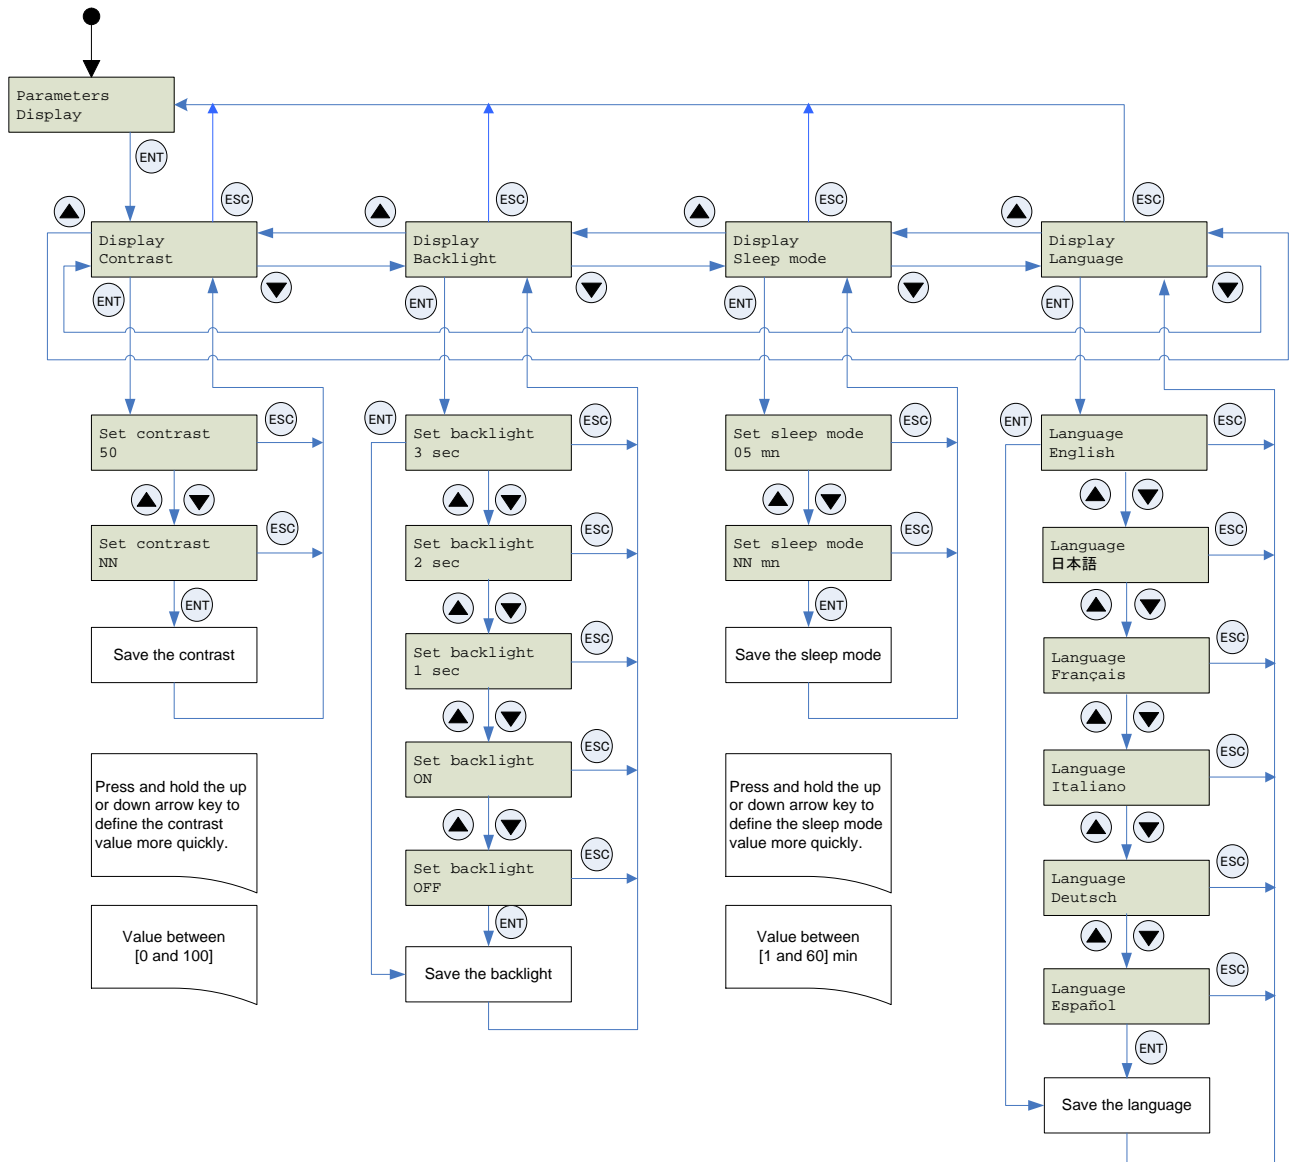 Parameters
Display
ENT
ESC
ESC
ESC
ESC
Display
Contrast
Display
Backlight
Display
Sleep mode
Display
Language
ENT
ENT
ENT
ENT
Set contrast
50
ESC
ENT
Set backlight
3 sec
ESC
Set sleep mode
05 mn
ESC
ENT
Language
English
ESC
Set contrast
NN
ESC
Set backlight
2 sec
ESC
Set sleep mode
NN mn
ESC
Language
日本語
ESC
ENT
ENT
Save the contrast
Set backlight
1 sec
ESC
Save the sleep mode
Language
Français
ESC
Press and hold the up
or down arrow key to
define the contrast
value more quickly.
Set backlight
ON
ESC
Press and hold the up
or down arrow key to
define the sleep mode
value more quickly.
Language
Italiano
ESC
Set backlight
OFF
ESC
Language
Deutsch
ESC
Value between
[0 and 100]
ENT
Save the backlight
Value between
[1 and 60] min
Language
Español
ESC
ENT
Save the language